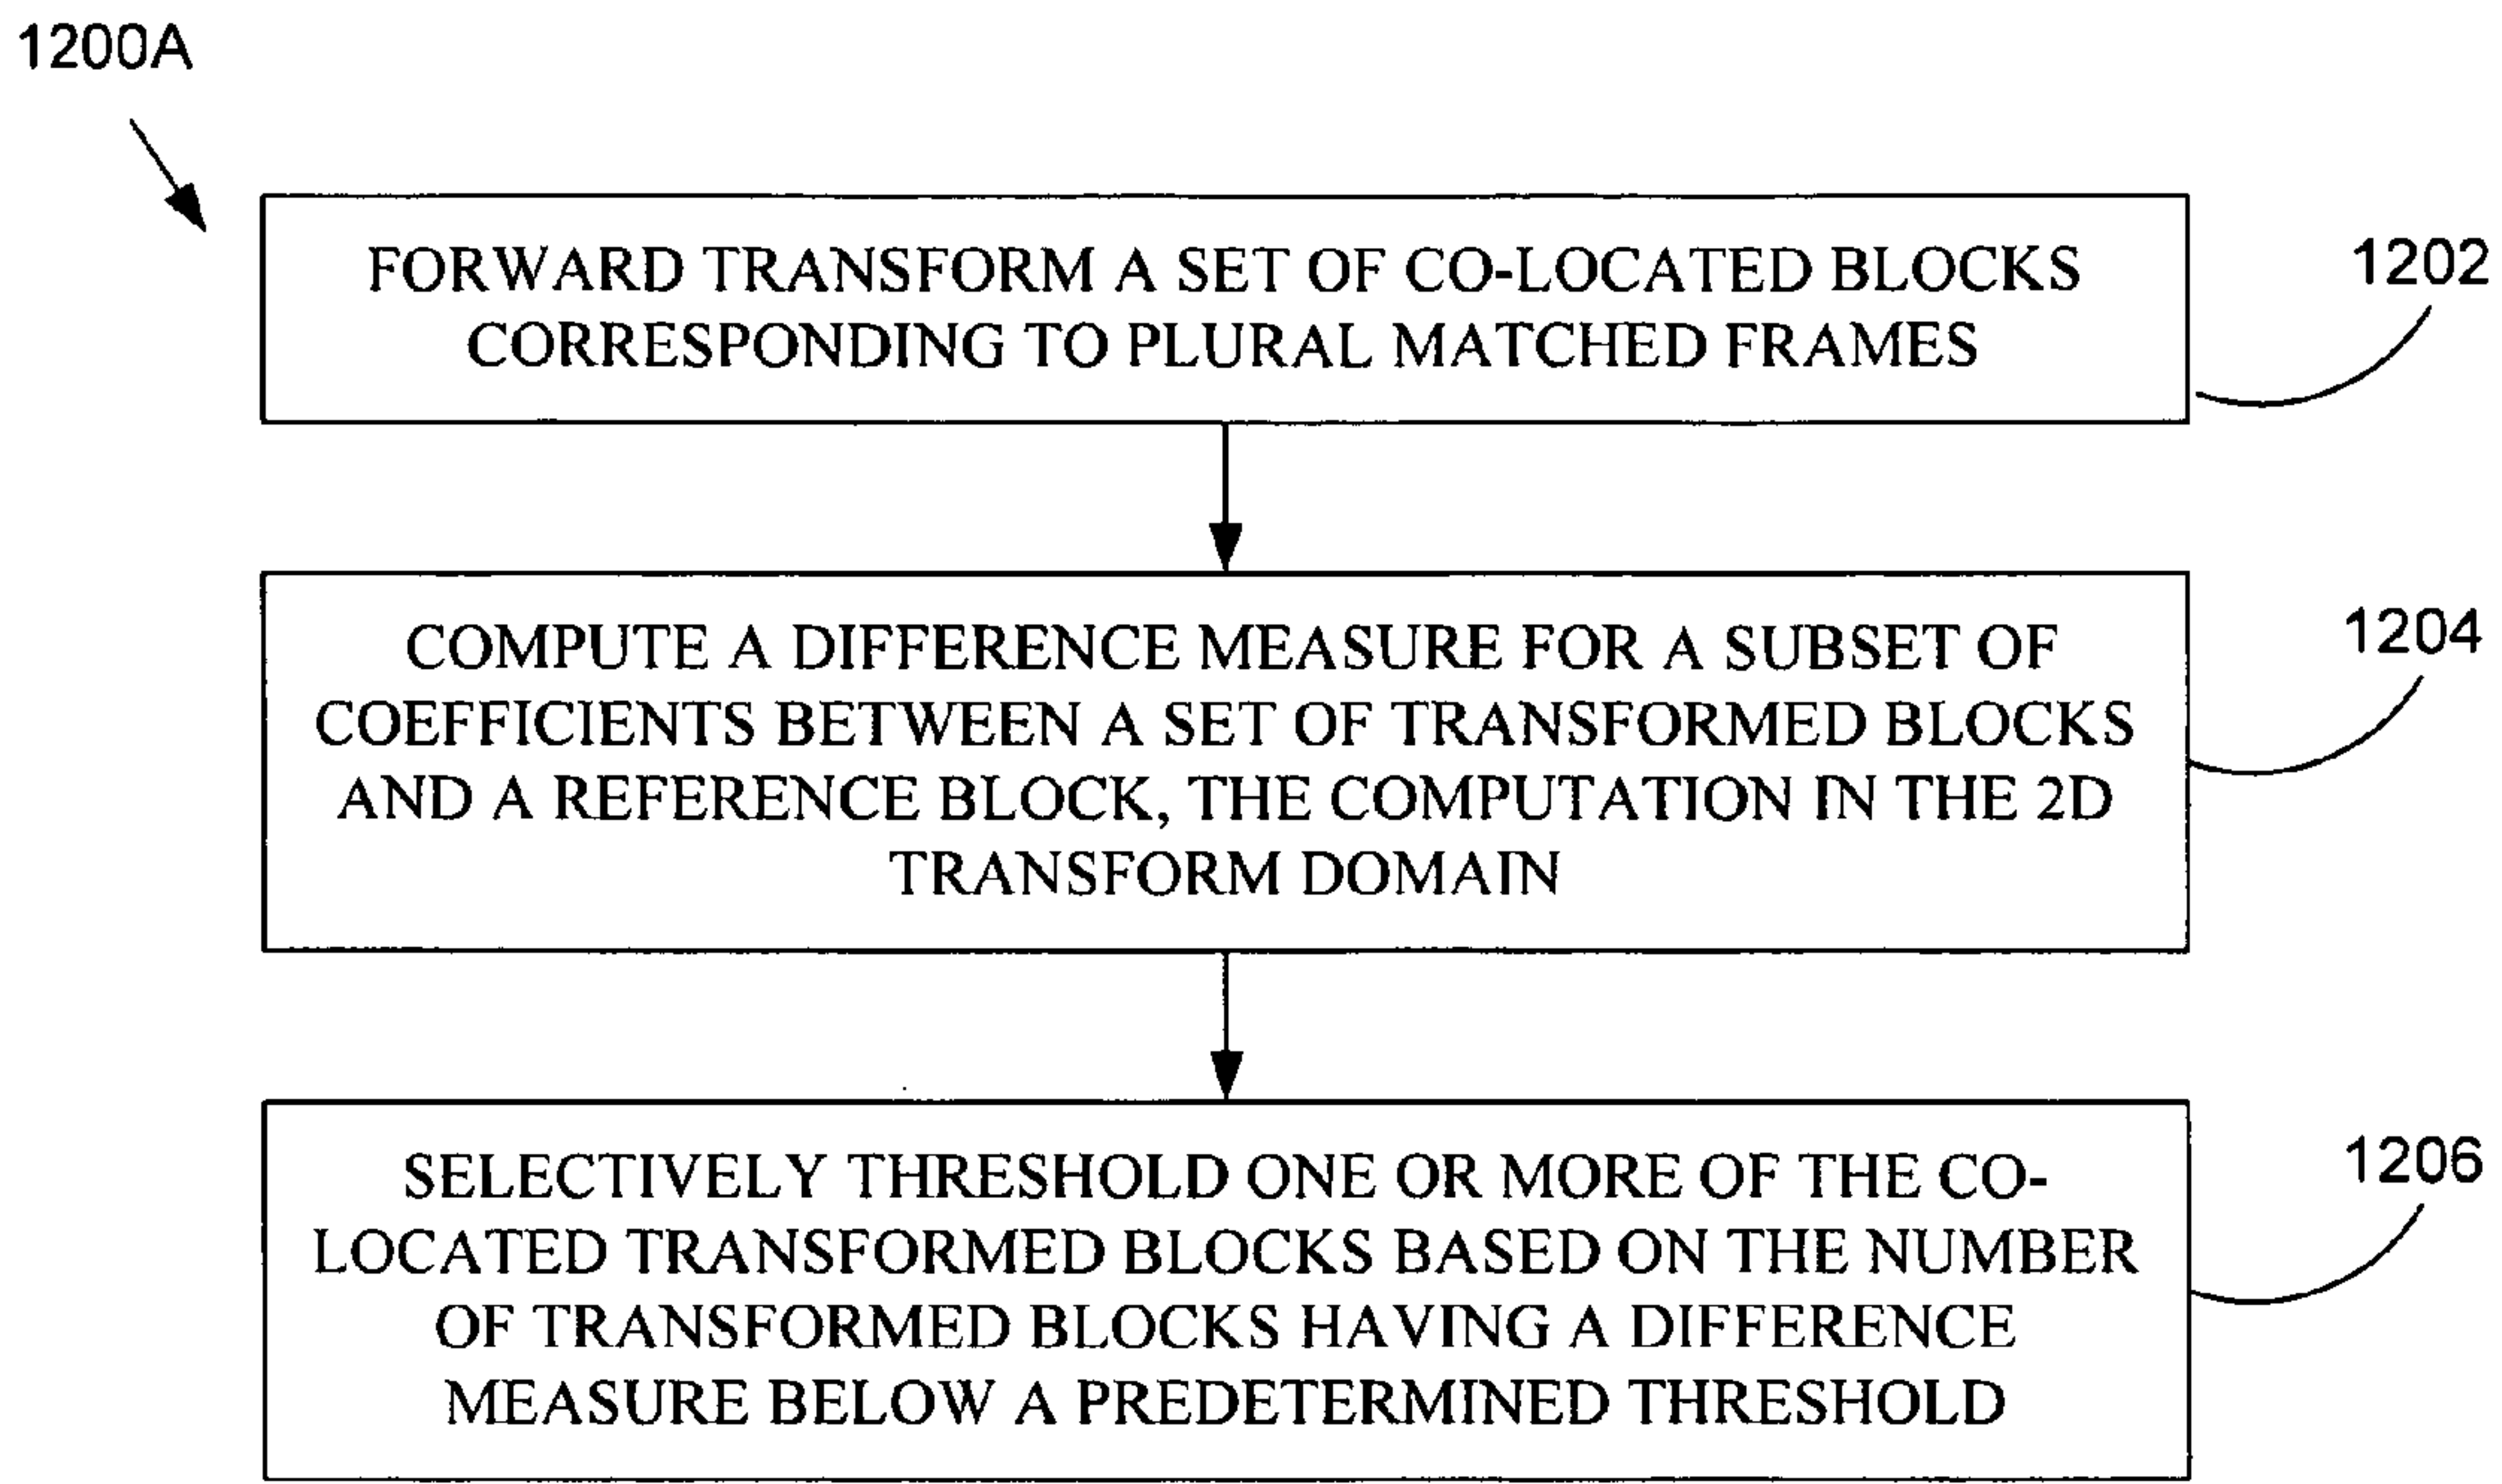 1200A
FORWARD TRANSFORM A SET OF CO-LOCATED BLOCKS
CORRESPONDING TO PLURAL MATCHED FRAMES
1202
COMPUTE A DIFFERENCE MEASURE FOR A SUBSET OF
COEFFICIENTS BETWEEN A SET OF TRANSFORMED BLOCKS
AND A REFERENCE BLOCK, THE COMPUTATION IN THE 2D
TRANSFORM DOMAIN
1204
SELECTIVELY THRESHOLD ONE OR MORE OF THE CO-
LOCATED TRANSFORMED BLOCKS BASED ON THE NUMBER
OF TRANSFORMED BLOCKS HAVING A DIFFERENCE
MEASURE BELOW A PREDETERMINED THRESHOLD
1206